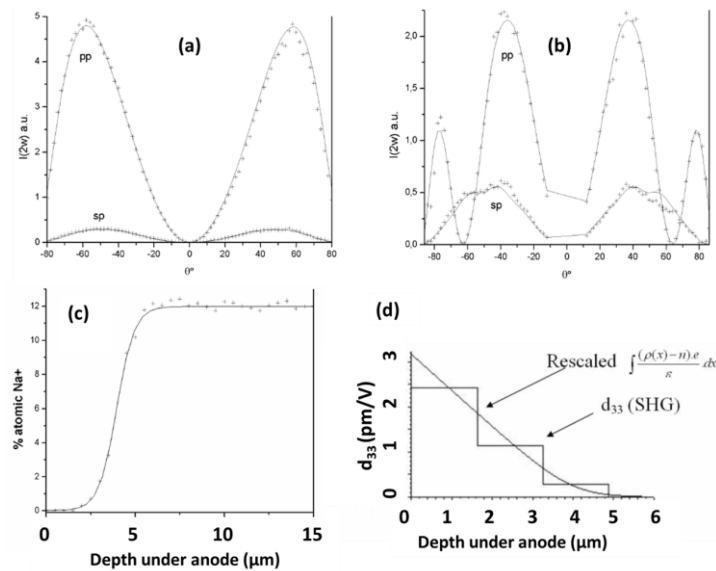 (a)
pp
sp
I(2w) a.u.
5
4
3
2
1
0
-80 -60 -40 -20 0 20 40 60 80
θ°
(b)
pp
sp
I(2w) a.u.
2,0
1,5
1,0
0,5
0,0
-80 -60 -40 -20 0 20 40 60 80
θ°
(c)
% atomic Na+
12
10
8
6
4
2
0
0 5 10 15
Depth under anode (µm)
(d)
Rescaled ∫ (ρ(x)−n).e / ε .dx
d₃₃ (SHG)
d₃₃ (pm/V)
3
2
1
0
0 1 2 3 4 5 6
Depth under anode (µm)